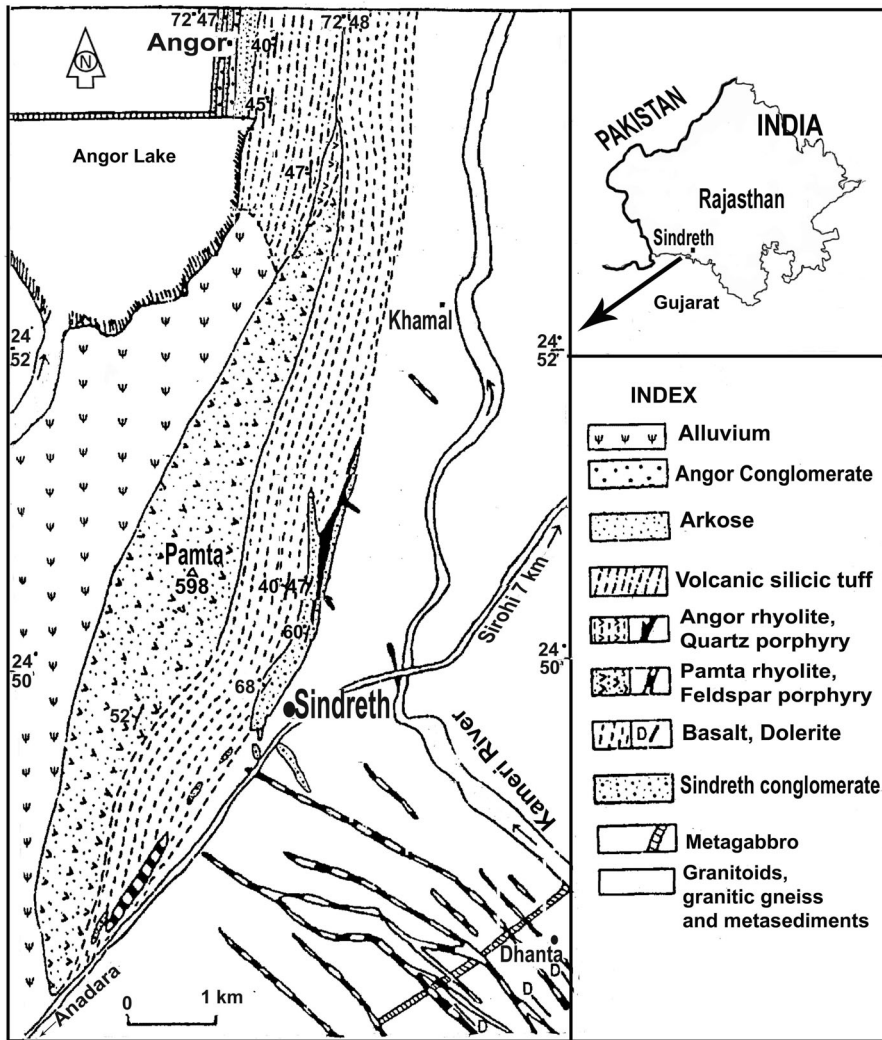 72° 47'
72° 48'
Angor
40
N
45
Angor Lake
47
Khamal
24°
52
24°
52
Pamta
598
40
47
60
24°
50
24°
50
68
52
Sindreth
Sirohi 7 km
Kameri River
Dhanta
D
D
D
D
Anadara
0 1 km
PAKISTAN
INDIA
Rajasthan
Sindreth
Gujarat
INDEX
Alluvium
Angor Conglomerate
Arkose
Volcanic silicic tuff
Angor rhyolite,
Quartz porphyry
Pamta rhyolite,
Feldspar porphyry
D
Basalt, Dolerite
Sindreth conglomerate
Metagabbro
Granitoids,
granitic gneiss
and metasediments